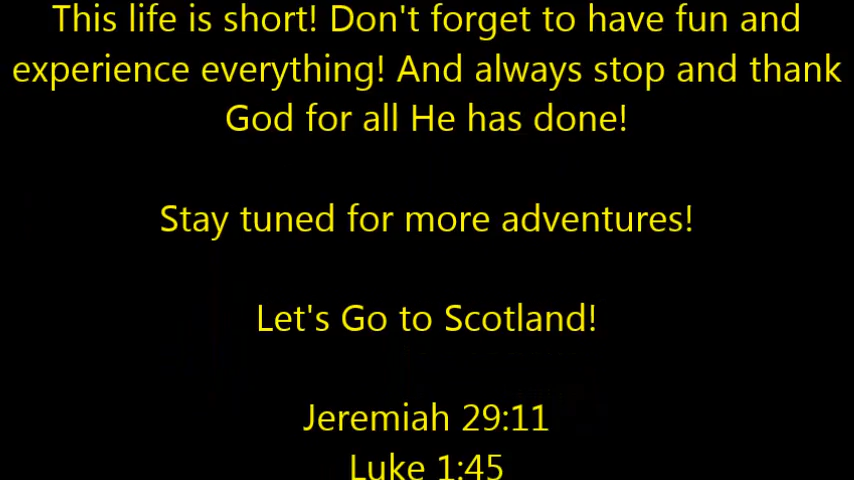 This life is short! Don't forget to have fun and
experience everything! And always stop and thank
God for all He has done!
Stay tuned for more adventures!
Let's Go to Scotland!
Jeremiah 29:11
Luke 1:45